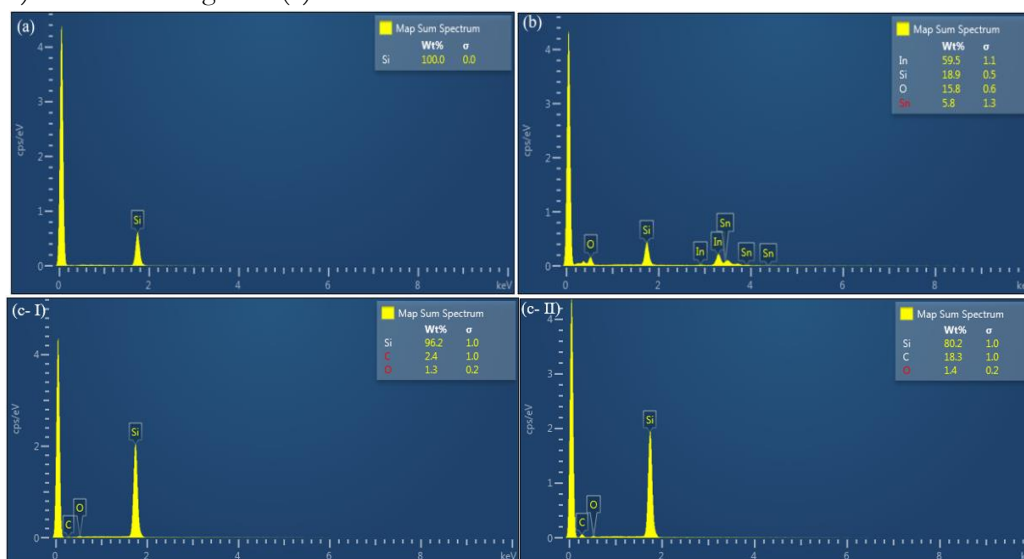 (a)
Map Sum Spectrum
Wt% σ
Si 100.0 0.0
cps/eV
4
3
2
1
0
Si
0 2 4 6 8 keV
(b)
Map Sum Spectrum
Wt% σ
In 59.5 1.1
Si 18.9 0.5
O 15.8 0.6
Sn 5.8 1.3
cps/eV
4
3
2
1
0
O
Si
In
In
Sn
Sn
Sn
0 2 4 6 8
(c- I)
Map Sum Spectrum
Wt% σ
Si 96.2 1.0
C 2.4 1.0
O 1.3 0.2
cps/eV
4
2
0
C
O
Si
0 2 4 6 8 keV
(c- II)
Map Sum Spectrum
Wt% σ
Si 80.2 1.0
C 18.3 1.0
O 1.4 0.2
cps/eV
4
3
2
1
0
C
O
Si
0 2 4 6 8